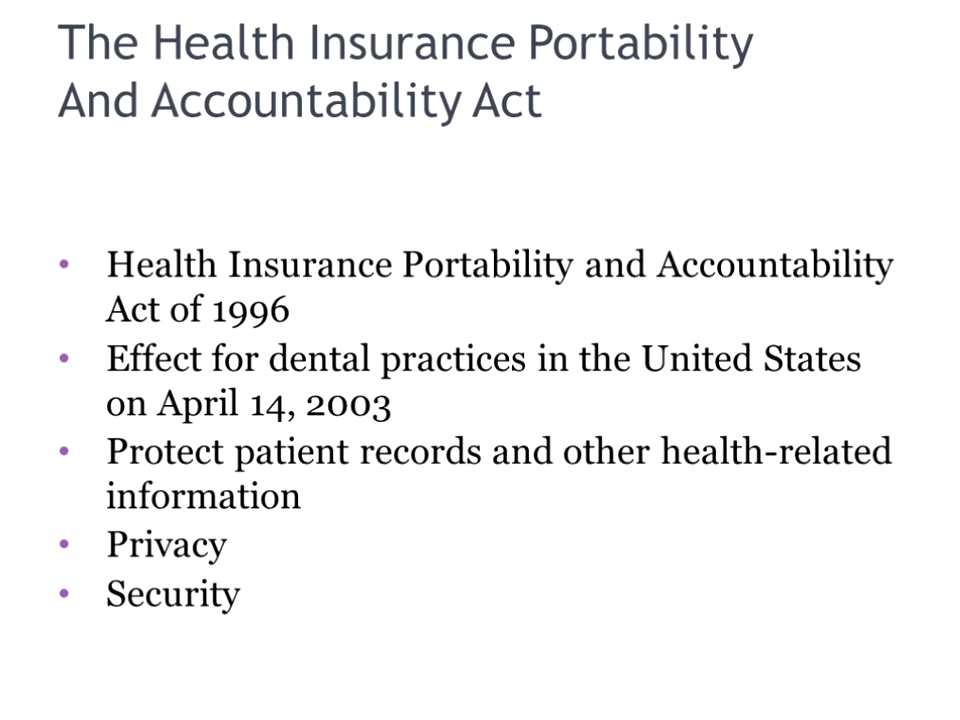 The Health Insurance Portability
And Accountability Act
• Health Insurance Portability and Accountability
Act of 1996
• Effect for dental practices in the United States
on April 14, 2003
• Protect patient records and other health-related
information
• Privacy
• Security